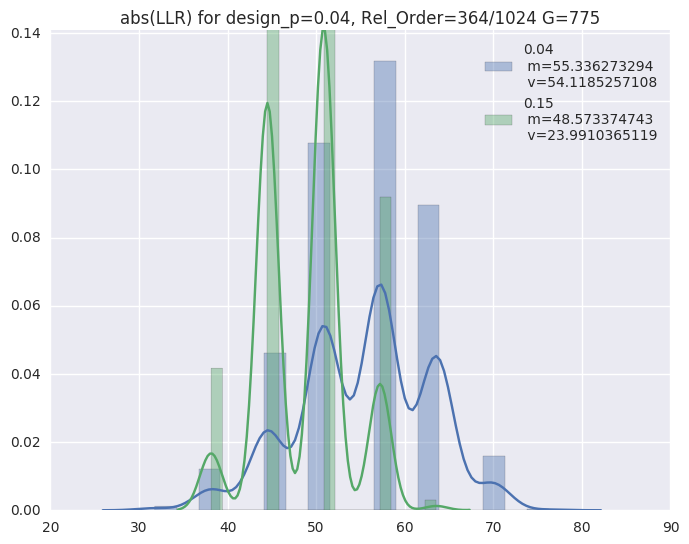 abs(LLR) for design_p=0.04, Rel_Order=364/1024 G=775
0.04
m=55.336273294
v=54.1185257108
0.15
m=48.573374743
v=23.9910365119
0.14
0.12
0.10
0.08
0.06
0.04
0.02
0.00
20 30 40 50 60 70 80 90